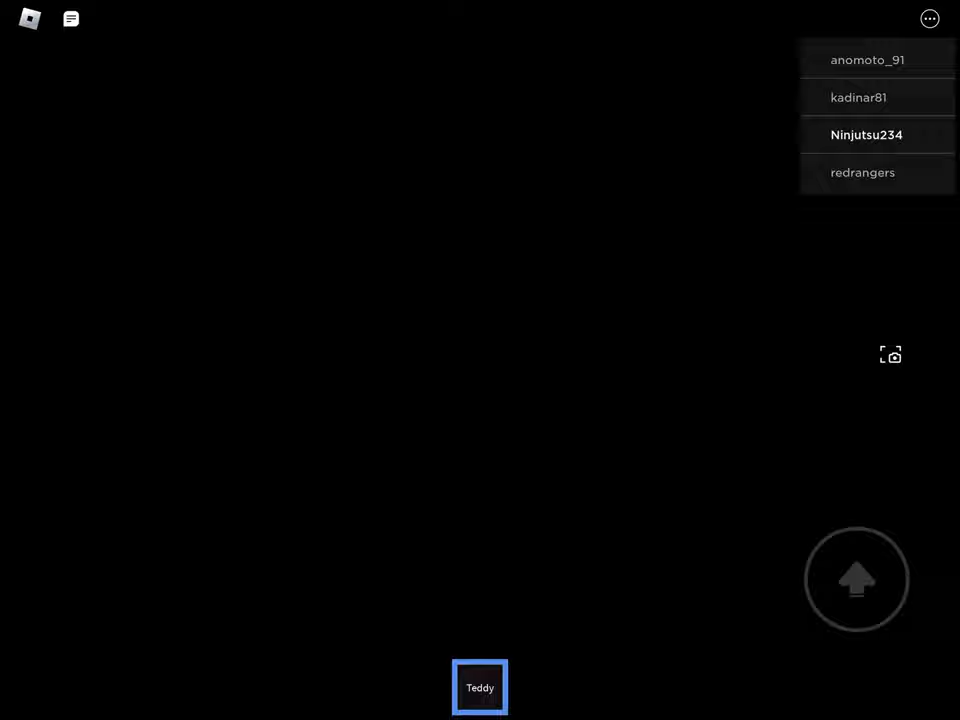 anomoto_91
kadinar81
Ninjutsu234
redrangers
Teddy